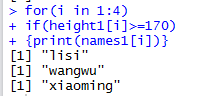 > for(i in 1:4)
+ if(height1[i]>=170)
+ {print(names1[i])}
[1] "lisi"
[1] "wangwu"
[1] "xiaoming"